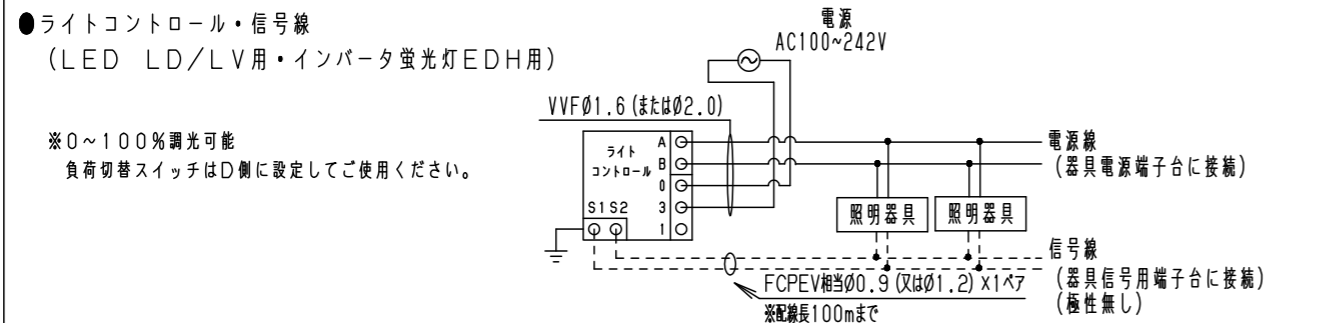 ●ライトコントロール・信号線
(LED LD/LV用・インバータ蛍光灯EDH用)
※0~100%調光可能
負荷切替スイッチはD側に設定してご使用ください。
電源
AC100~242V
VVFØ1.6(またはØ2.0)
ライト
コントロール
A
B
0
3
1
S1 S2
照明器具
照明器具
電源線
(器具電源端子台に接続)
信号線
(器具信号用端子台に接続)
(極性無し)
FCPEV相当Ø0.9(又はØ1.2)X1ペア
※配線長100mまで